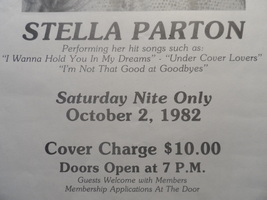 STELLA PARTON
Performing her hit songs such as:
"I Wanna Hold You In My Dreams" - "Under Cover Lovers"
"I'm Not That Good at Goodbyes"
Saturday Nite Only
October 2, 1982
Cover Charge $10.00
Doors Open at 7 P.M.
Guests Welcome with Members
Membership Applications At The Door